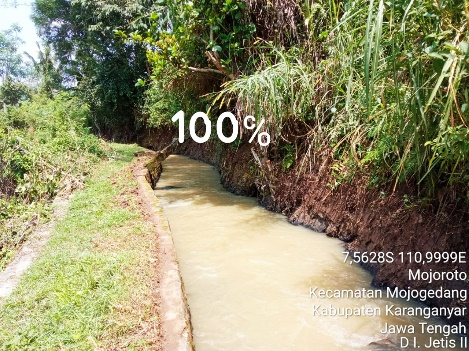 100%
7,5628S 110,9999E
Mojoroto
Kecamatan Mojogedang
Kabupaten Karanganyar
Jawa Tengah
D I. Jetis II